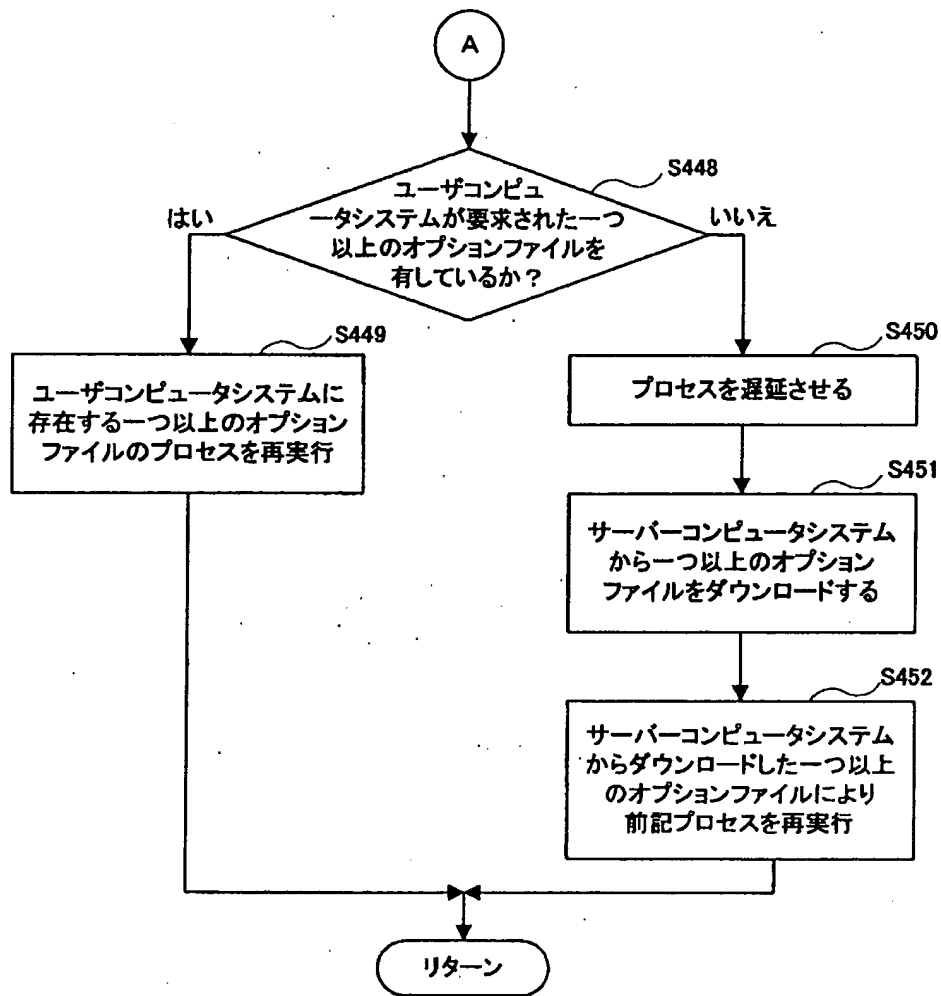 A
S448
ユーザコンピュ
ータシステムが要求された一つ
以上のオプションファイルを
有しているか？
はい
いいえ
S449
ユーザコンピュータシステムに
存在する一つ以上のオプション
ファイルのプロセスを再実行
S450
プロセスを遅延させる
S451
サーバーコンピュータシステム
から一つ以上のオプション
ファイルをダウンロードする
S452
サーバーコンピュータシステム
からダウンロードした一つ以上
のオプションファイルにより
前記プロセスを再実行
リターン